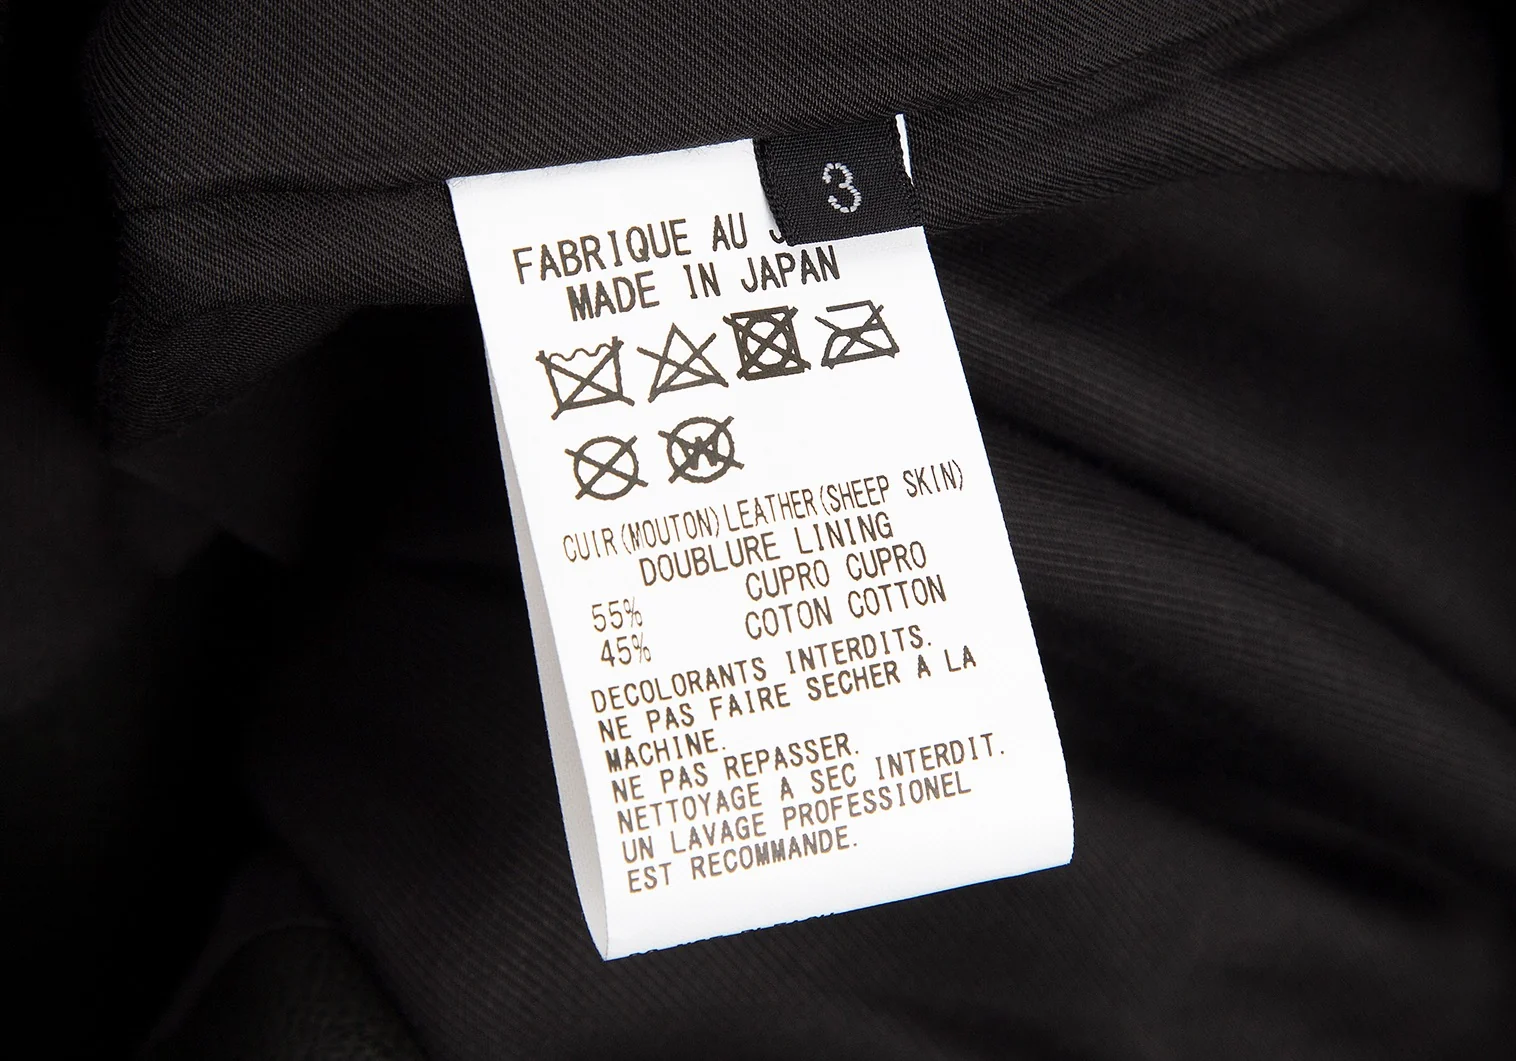 3
FABRIQUE AU
MADE IN JAPAN
W
CUIR(MOUTON)LEATHER(SHEEP SKIN)
DOUBLURE LINING
55% CUPRO CUPRO
45% COTON COTTON
DECOLORANTS INTERDITS.
NE PAS FAIRE SECHER A LA
MACHINE.
NE PAS REPASSER.
NETTOYAGE A SEC INTERDIT.
UN LAVAGE PROFESSIONEL
EST RECOMMANDE.